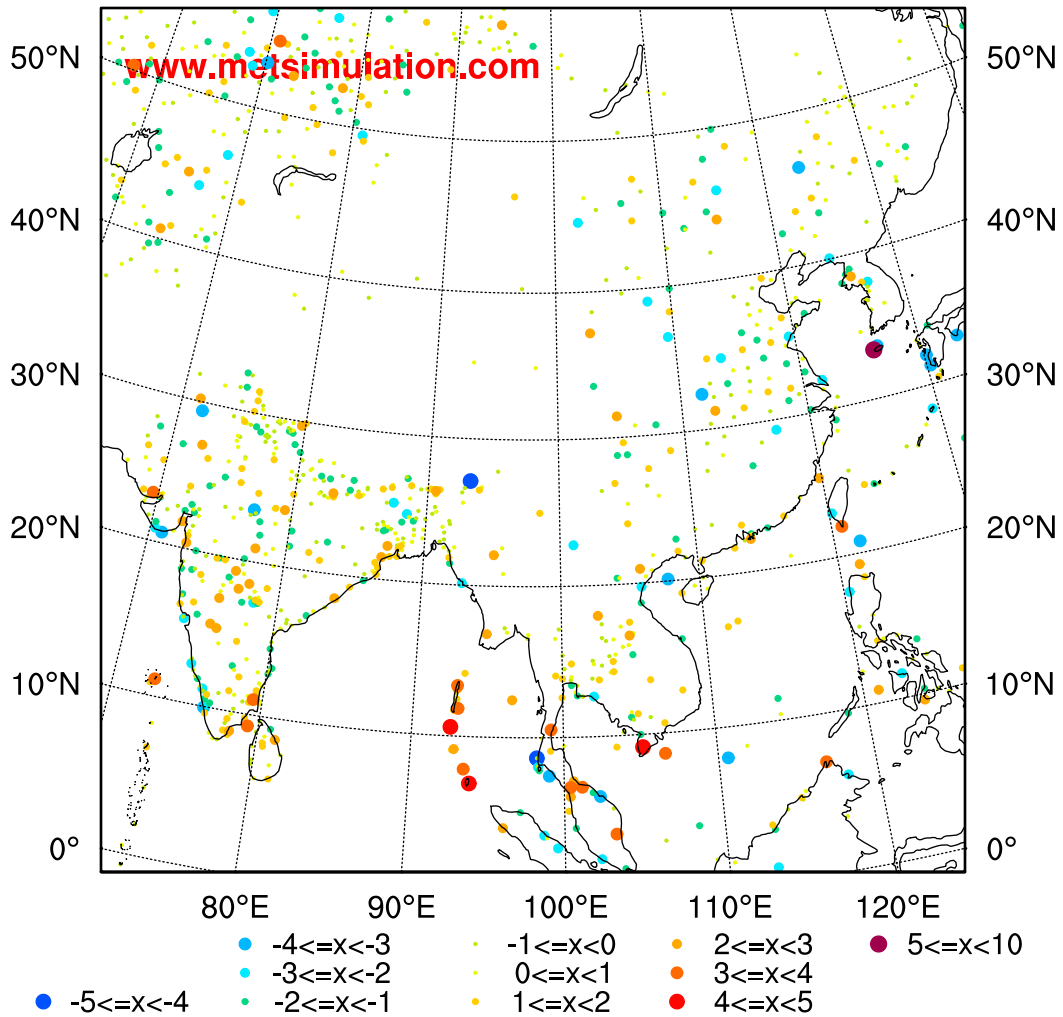 50°N 50°N
www.metsimulation.com
40°N 40°N
30°N 30°N
20°N 20°N
10°N 10°N
0° 0°
80°E 90°E 100°E 110°E 120°E
-4<=x<-3 -1<=x<0 2<=x<3 5<=x<10
-3<=x<-2 0<=x<1 3<=x<4
-5<=x<-4 -2<=x<-1 1<=x<2 4<=x<5